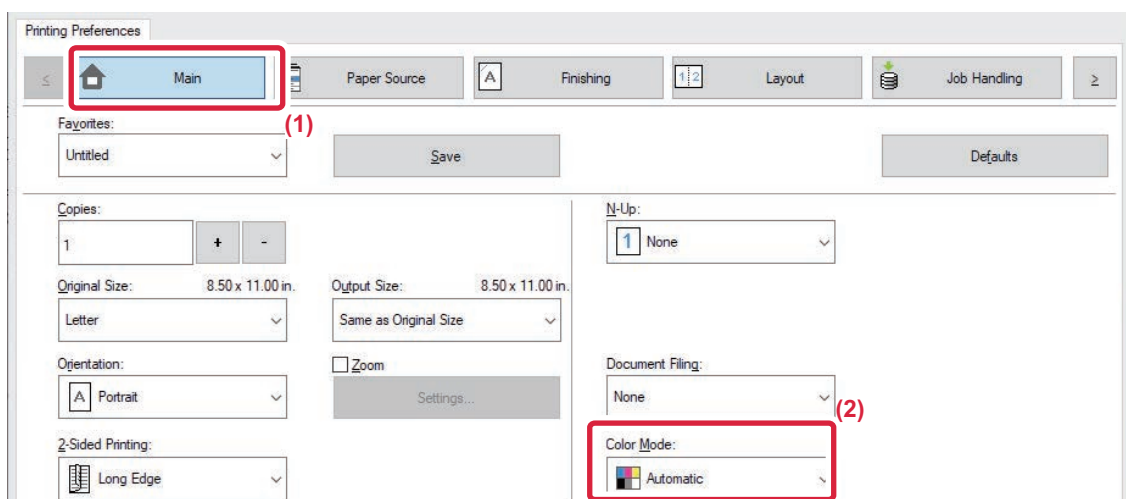 Printing Preferences
< Main Paper Source A Finishing 1 2 Layout Job Handling >
(1)
Favorites:
Untitled Save Defaults
Copies: N-Up:
1 + - 1 None
Original Size: 8.50 x 11.00 in. Output Size: 8.50 x 11.00 in.
Letter Same as Original Size
Orientation: Zoom Document Filing:
A Portrait Settings... None
(2)
2-Sided Printing: Color Mode:
Long Edge Automatic